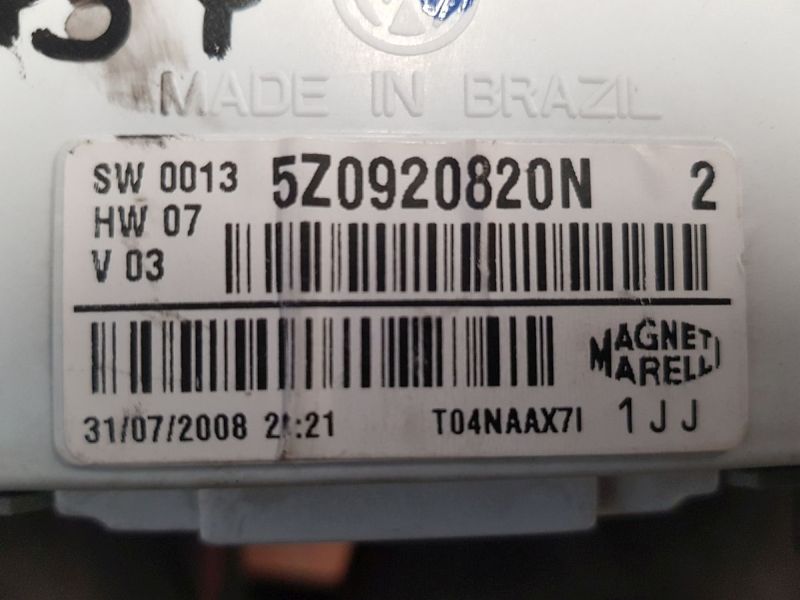 MADE IN BRAZIL
SW 0013 5Z0920820N 2
HW 07
V 03
MAGNETI
MARELLI
31/07/2008 T04NAAX7I 1JJ